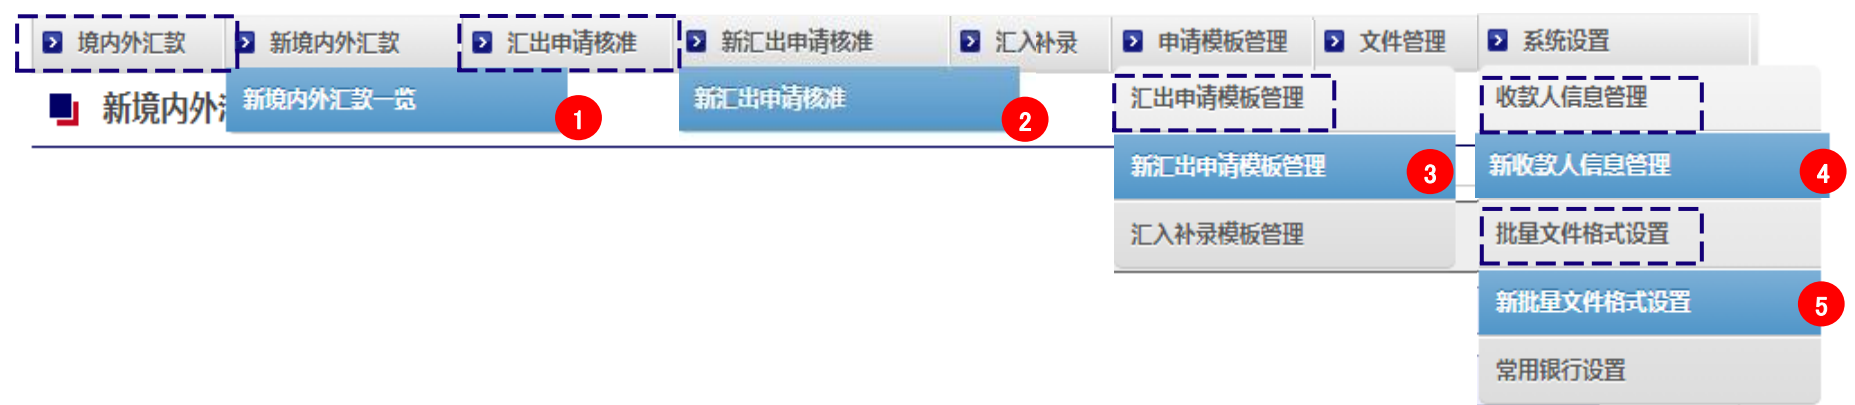 境内外汇款 新境内外汇款 汇出申请核准 新汇出申请核准 汇入补录 申请模板管理 文件管理 系统设置
新境内外
新境内外汇款一览 1
新汇出申请核准 2
汇出申请模板管理
新汇出申请模板管理 3
汇入补录模板管理
收款人信息管理
新收款人信息管理 4
批量文件格式设置
新批量文件格式设置 5
常用银行设置